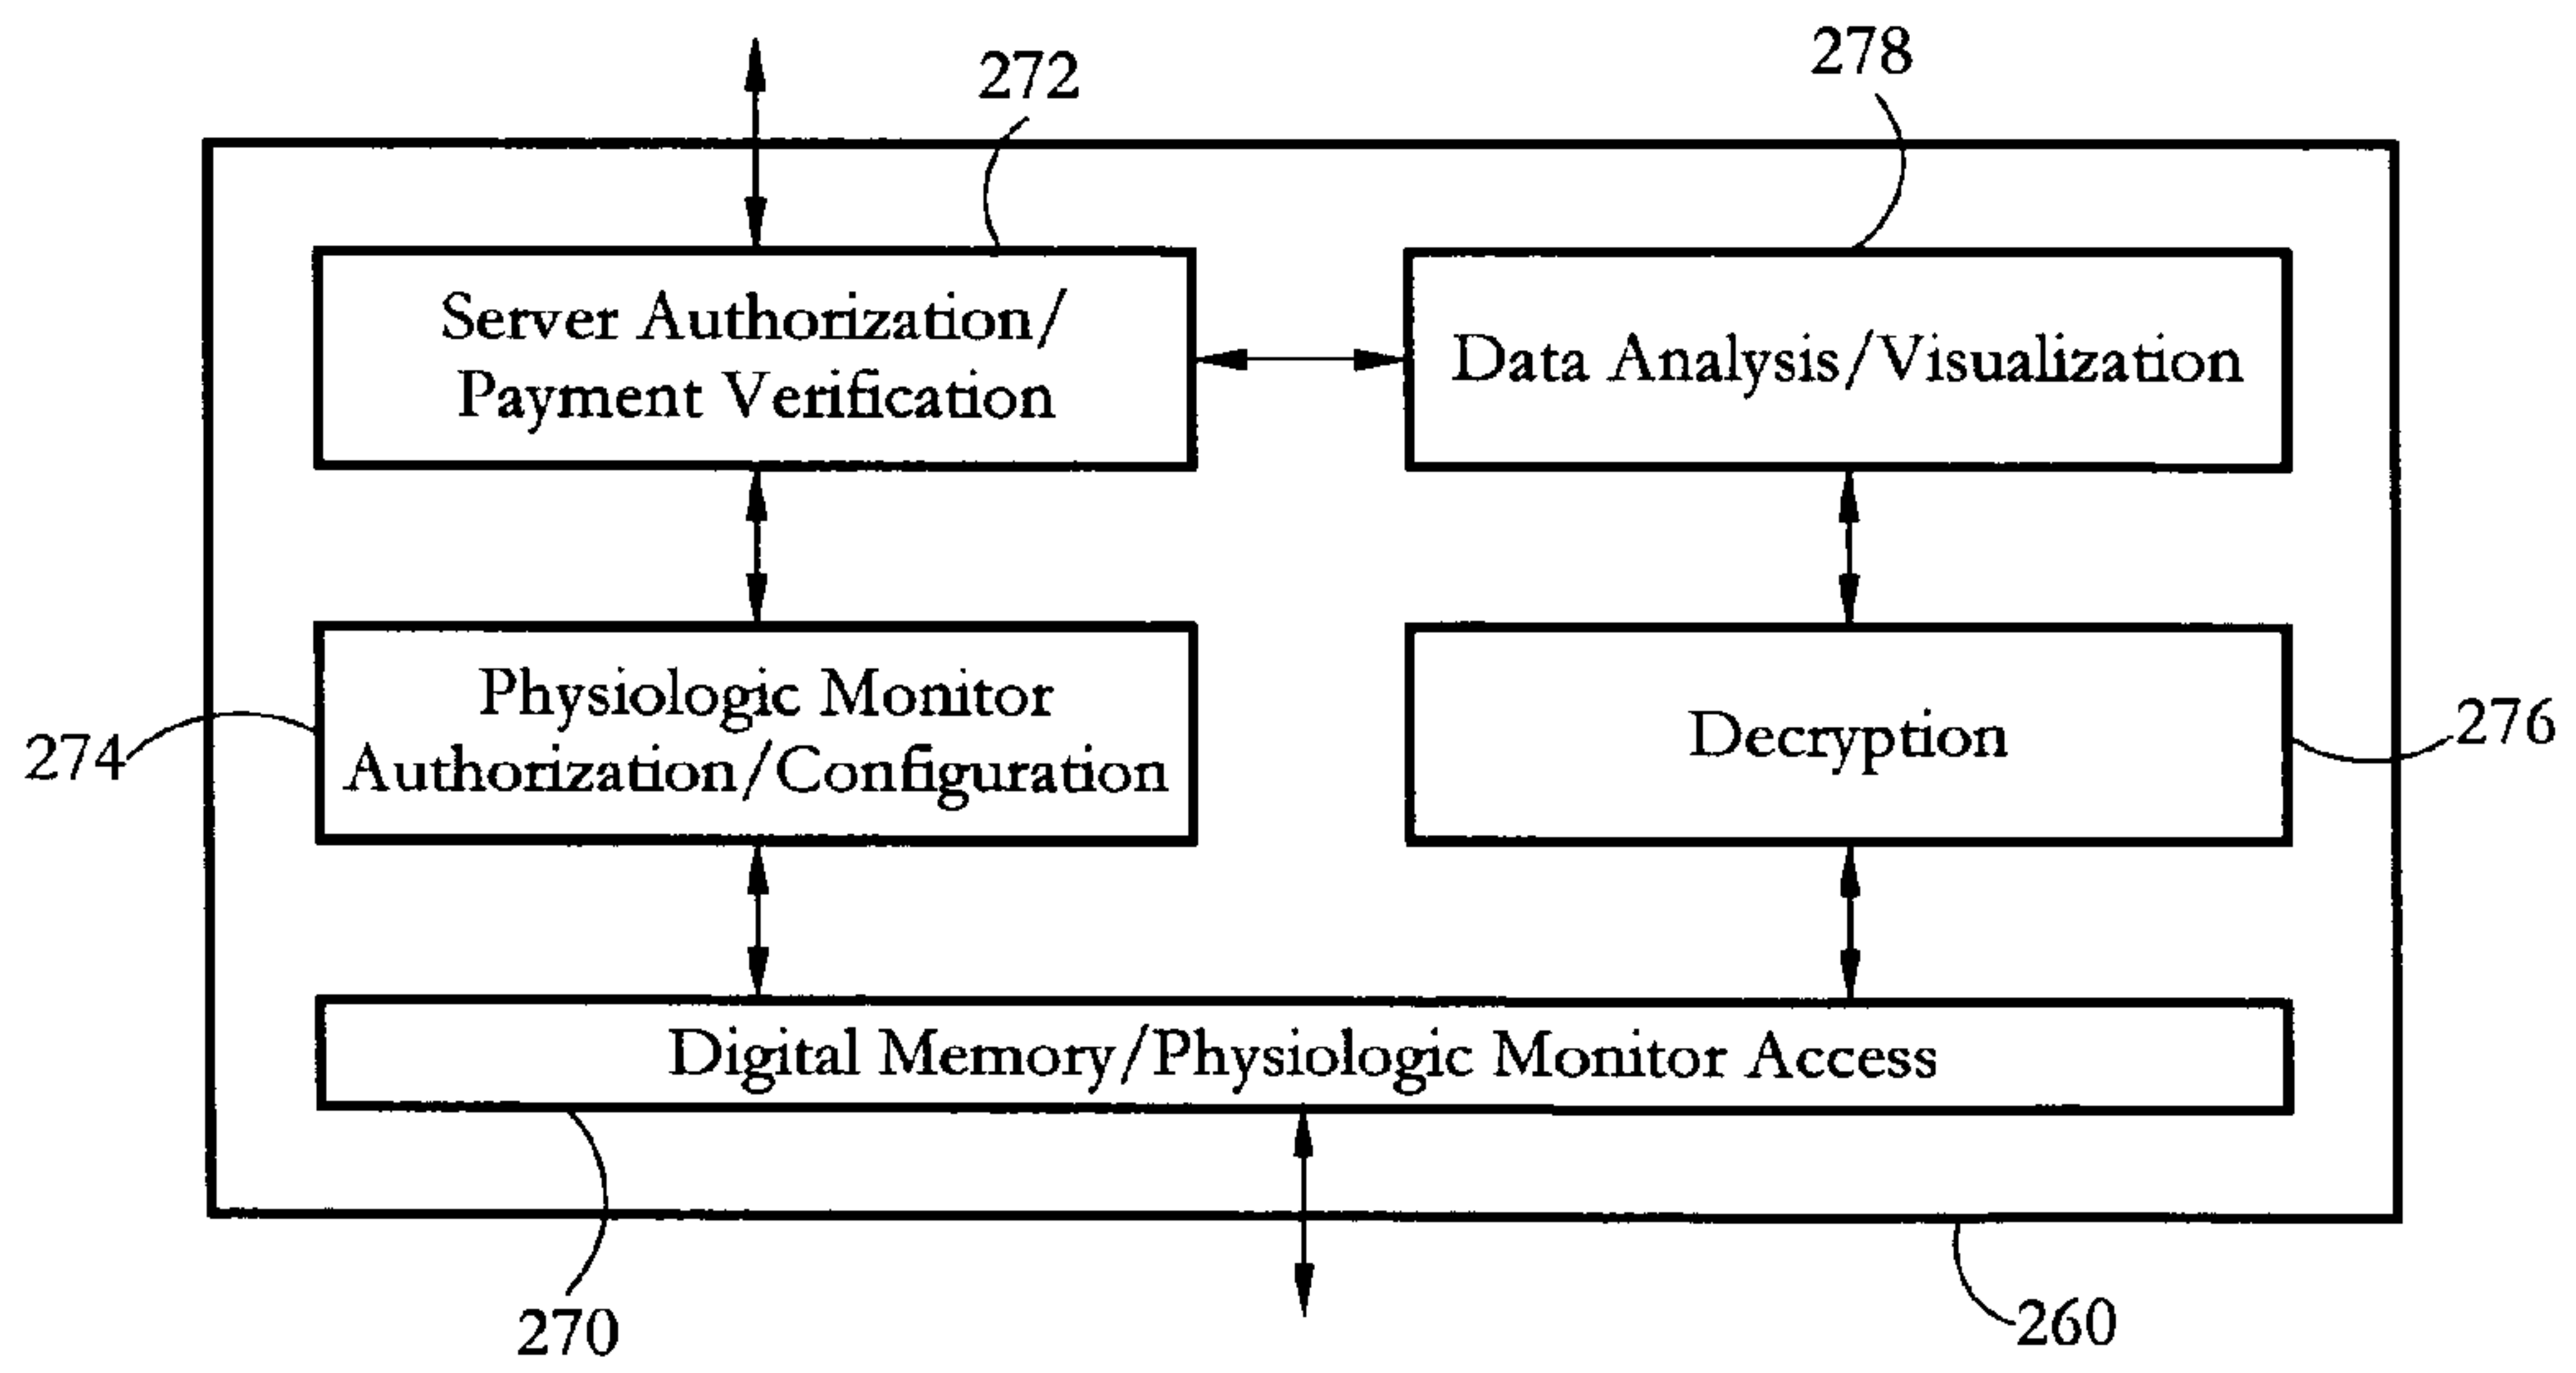 272
278
Server Authorization/
Payment Verification
Data Analysis/Visualization
Physiologic Monitor
Authorization/Configuration
274
Decryption
276
Digital Memory/Physiologic Monitor Access
270
260